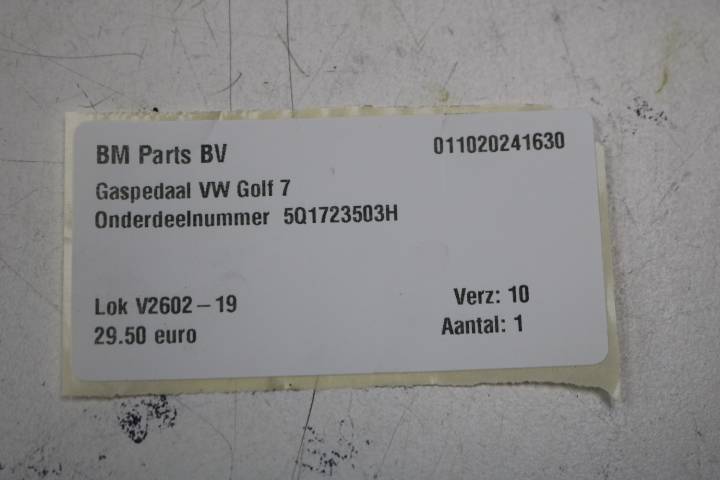 BM Parts BV 011020241630
Gaspedaal VW Golf 7
Onderdeelnummer 5Q1723503H
Lok V2602-19 Verz: 10
29.50 euro Aantal: 1